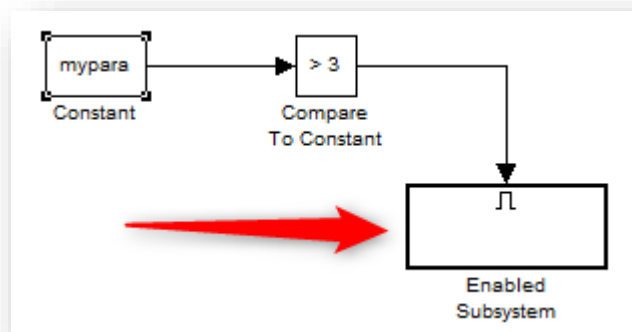 mypara
> 3
Constant
Compare
To Constant
Enabled
Subsystem